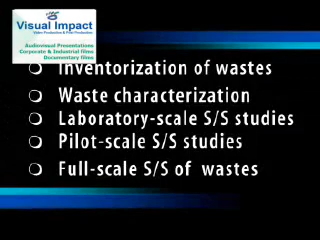 Visual Impact
Video Production & Post Production
Audiovisual Presentations
Corporate & Industrial films
Documentary films
Inventorization of wastes
Waste characterization
Laboratory-scale S/S studies
Pilot-scale S/S studies
Full-scale S/S of wastes